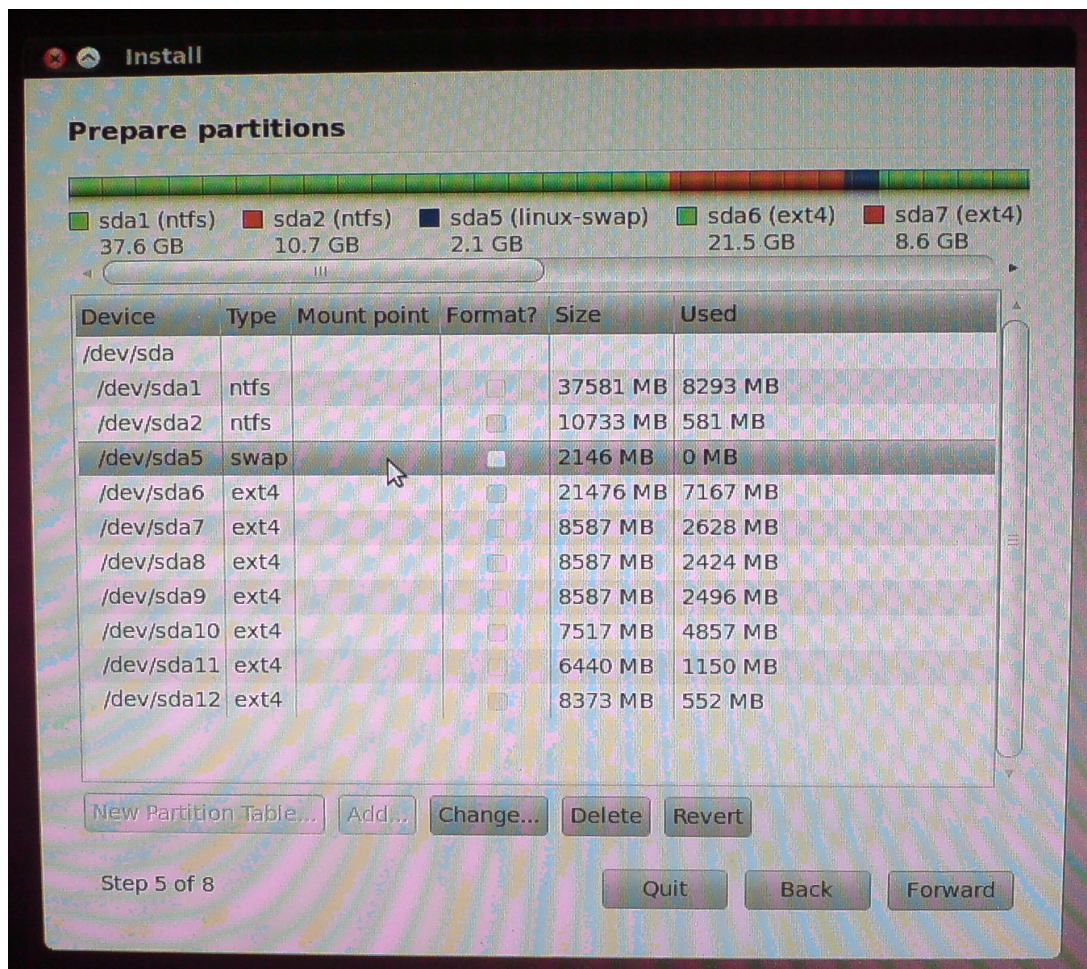 Install
Prepare partitions
sda1 (ntfs) sda2 (ntfs) sda5 (linux-swap) sda6 (ext4) sda7 (ext4)
37.6 GB 10.7 GB 2.1 GB 21.5 GB 8.6 GB
Device Type Mount point Format? Size Used
/dev/sda
/dev/sda1 ntfs 37581 MB 8293 MB
/dev/sda2 ntfs 10733 MB 581 MB
/dev/sda5 swap 2146 MB 0 MB
/dev/sda6 ext4 21476 MB 7167 MB
/dev/sda7 ext4 8587 MB 2628 MB
/dev/sda8 ext4 8587 MB 2424 MB
/dev/sda9 ext4 8587 MB 2496 MB
/dev/sda10 ext4 7517 MB 4857 MB
/dev/sda11 ext4 6440 MB 1150 MB
/dev/sda12 ext4 8373 MB 552 MB
New Partition Table... Add... Change... Delete Revert
Step 5 of 8
Quit Back Forward